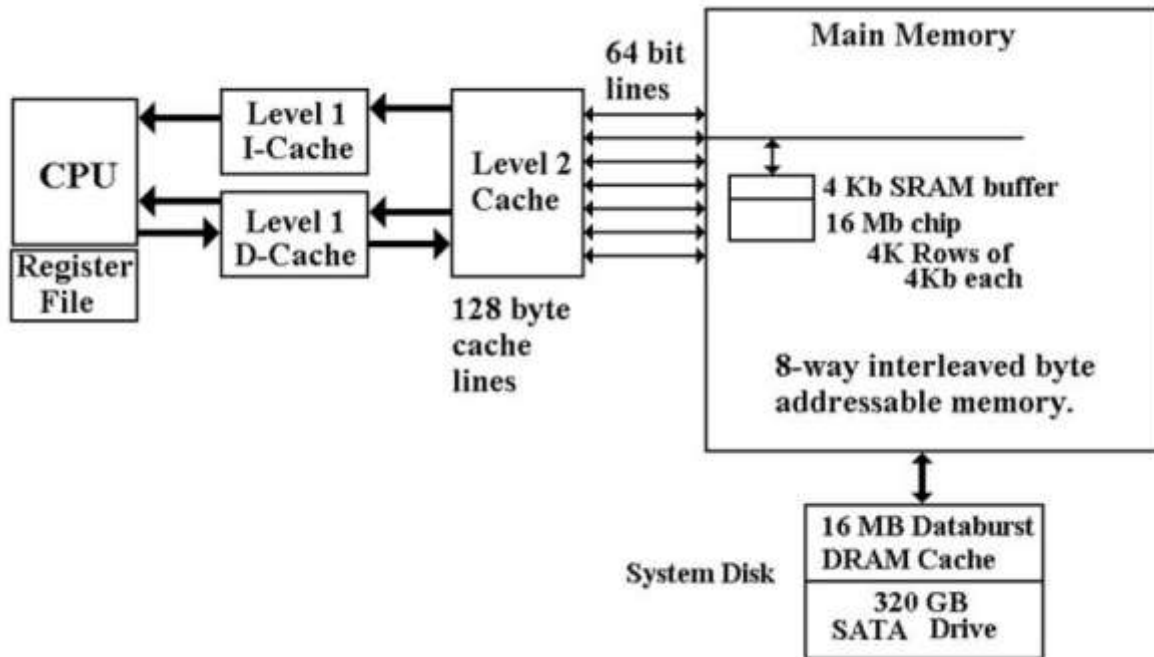 CPU
Register
File
Level 1
I-Cache
Level 1
D-Cache
Level 2
Cache
128 byte
cache
lines
64 bit
lines
Main Memory
4 Kb SRAM buffer
16 Mb chip
4K Rows of
4Kb each
8-way interleaved byte
addressable memory.
System Disk
16 MB Databurst
DRAM Cache
320 GB
SATA Drive